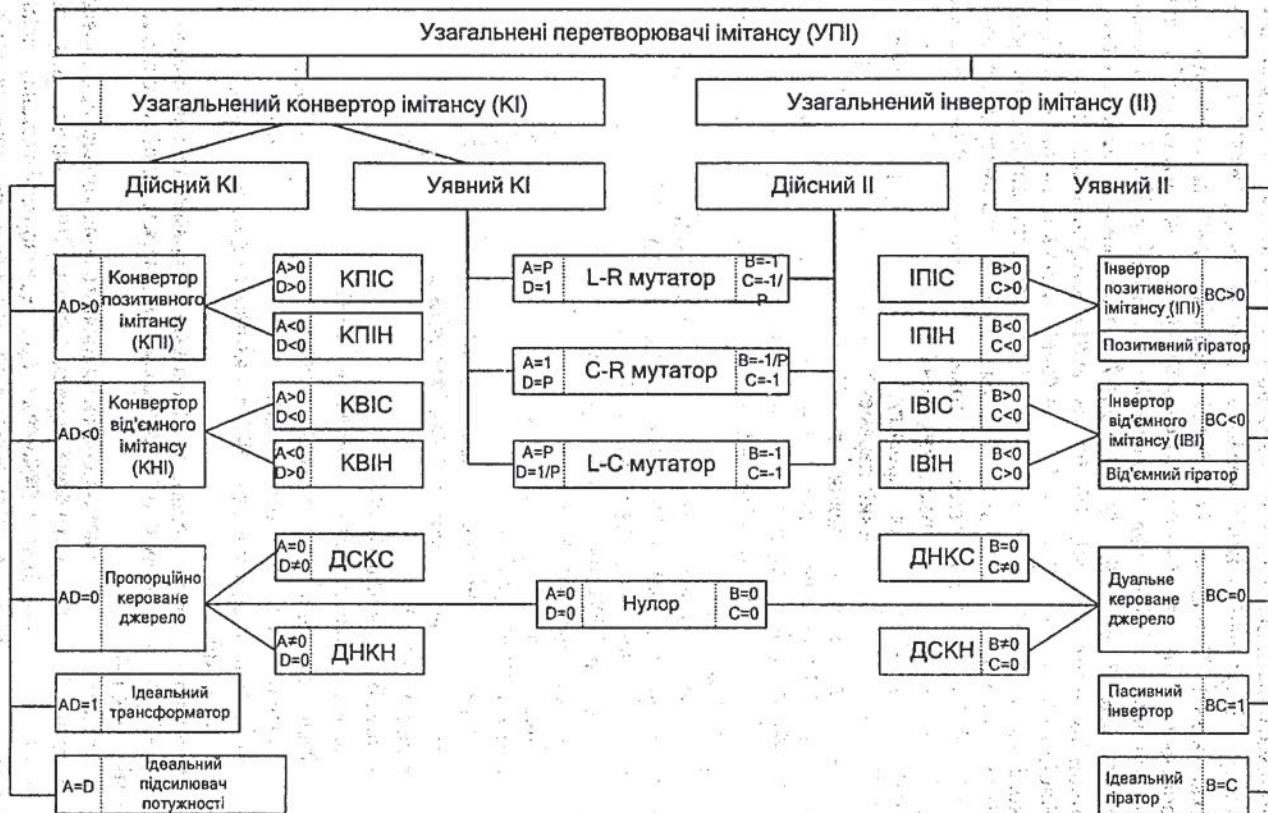 Узагальнені перетворювачі імітансу (УПІ)
Узагальнений конвертор імітансу (КІ)
Узагальнений інвертор імітансу (ІІ)
Дійсний КІ
Уявний КІ
Дійсний ІІ
Уявний ІІ
AD>0
Конвертор
позитивного
імітансу
(КПІ)
A>0
D>0
КПІС
A<0
D<0
КПІН
A=P
D=1
L-R мутатор
B=-1
C=-1/
P
A=1
D=P
C-R мутатор
B=-1/P
C=-1
A=P
D=1/P
L-C мутатор
B=-1
C=-1
ІПІС
B>0
C>0
ІПІН
B<0
C<0
Інвертор
позитивного
імітансу (ІПІ)
BC>0
Позитивний гіратор
AD<0
Конвертор
від'ємного
імітансу
(КНІ)
A>0
D<0
КВІС
A<0
D>0
КВІН
ІВІС
B>0
C<0
ІВІН
B<0
C>0
Інвертор
від'ємного
імітансу (ІВІ)
BC<0
Від'ємний гіратор
AD=0
Пропорційно
кероване
джерело
A=0
D≠0
ДСКС
A≠0
D=0
ДНКН
A=0
D=0
Нулор
B=0
C=0
ДНКС
B=0
C≠0
ДСКН
B≠0
C=0
Дуальне
кероване
джерело
BC=0
AD=1
Ідеальний
трансформатор
Пасивний
інвертор
BC=1
A=D
Ідеальний
підсилювач
потужності
Ідеальний
гіратор
B=C